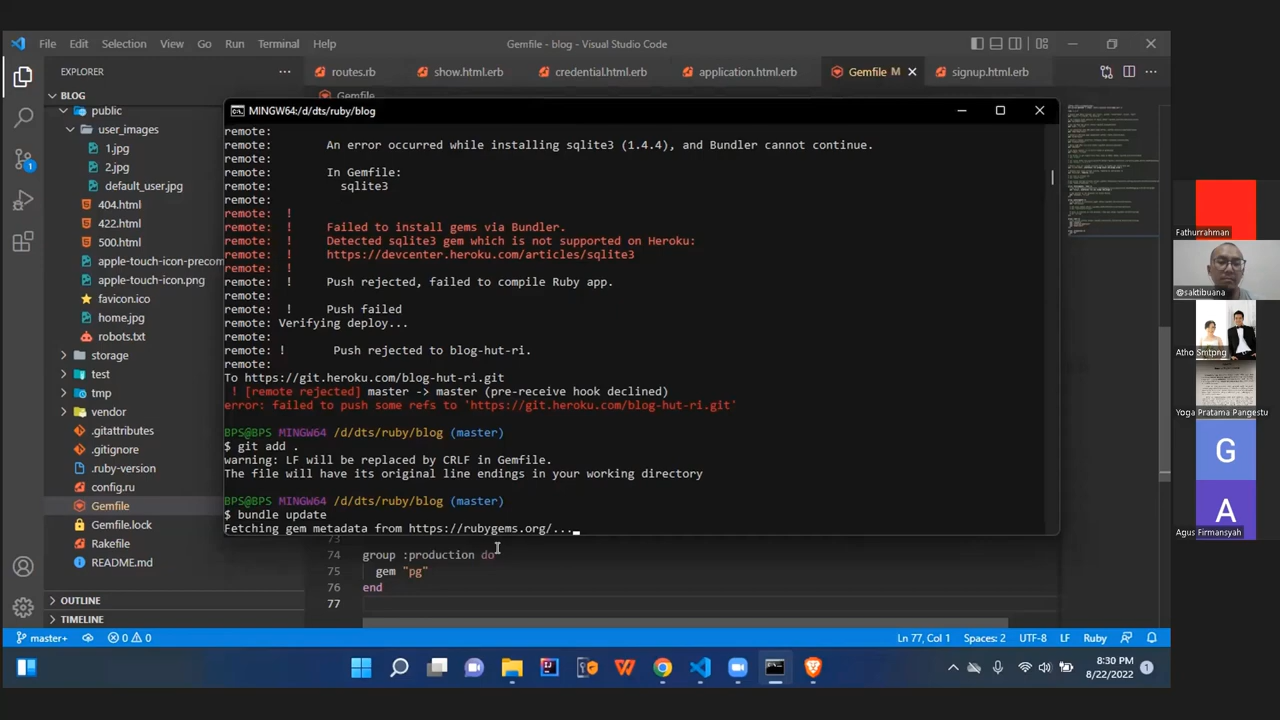 File Edit Selection View Go Run Terminal Help
Gemfile - blog - Visual Studio Code
EXPLORER
routes.rb
show.html.erb
credential.html.erb
application.html.erb
Gemfile M
signup.html.erb
BLOG
Gemfile
public
user_images
1.jpg
2.jpg
default_user.jpg
404.html
422.html
500.html
apple-touch-icon-precom
apple-touch-icon.png
favicon.ico
home.jpg
robots.txt
storage
test
tmp
vendor
.gitattributes
.gitignore
.ruby-version
config.ru
Gemfile
Gemfile.lock
Rakefile
README.md
OUTLINE
TIMELINE
MINGW64:/d/dts/ruby/blog
remote:
remote: An error occurred while installing sqlite3 (1.4.4), and Bundler cannot continue.
remote:
remote: In Gemfile:
remote: sqlite3
remote:
remote: !
remote: ! Failed to install gems via Bundler.
remote: ! Detected sqlite3 gem which is not supported on Heroku:
remote: ! https://devcenter.heroku.com/articles/sqlite3
remote: !
remote: ! Push rejected, failed to compile Ruby app.
remote:
remote: ! Push failed
remote: Verifying deploy...
remote:
remote: ! Push rejected to blog-hut-ri.
remote:
To https://git.heroku.com/blog-hut-ri.git
! [remote rejected] master -> master (pre-receive hook declined)
error: failed to push some refs to 'https://git.heroku.com/blog-hut-ri.git'
BPS@BPS MINGW64 /d/dts/ruby/blog (master)
$ git add .
warning: LF will be replaced by CRLF in Gemfile.
The file will have its original line endings in your working directory
BPS@BPS MINGW64 /d/dts/ruby/blog (master)
$ bundle update
Fetching gem metadata from https://rubygems.org/...
73
74 group :production do
75 gem "pg"
76 end
77
master+
0 0
Ln 77, Col 1
Spaces: 2
UTF-8
LF
Ruby
8:30 PM
8/22/2022
1
Fathurrahman
@saktibuana
Atho Smtpng
Yoga Pratama Pangestu
G
A
Agus Firmansyah